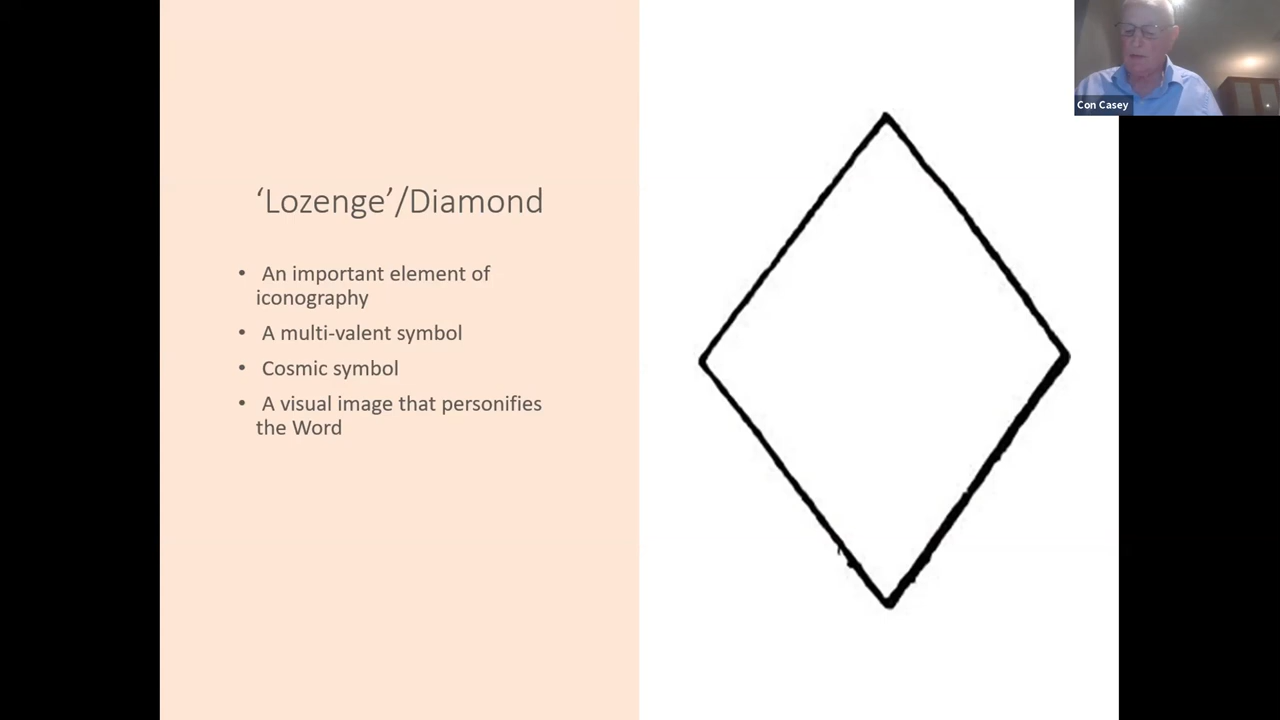 ‘Lozenge’/Diamond
• An important element of
iconography
• A multi-valent symbol
• Cosmic symbol
• A visual image that personifies
the Word
Con Casey